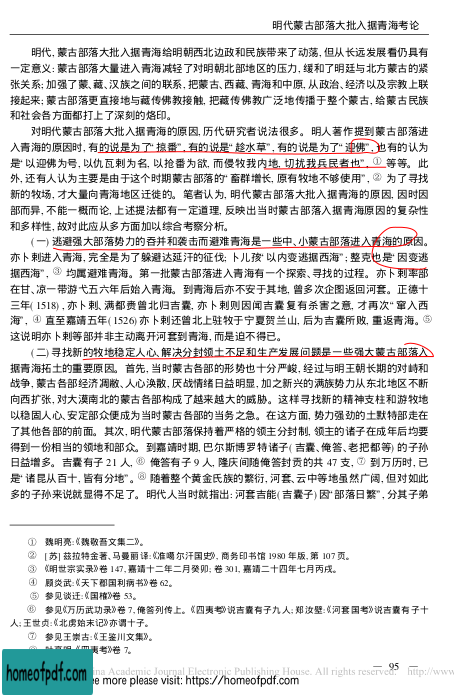 明代蒙古部落大批入据青海考论
明代, 蒙古部落大批入据青海给明朝西北边政和民族带来了动荡, 但从长远发展看仍具有
一定意义: 蒙古部落大量进入青海减轻了对明朝北部地区的压力, 缓和了明廷与北方蒙古的紧
张关系; 加强了蒙、藏、汉族之间的联系, 把蒙古、西藏、青海和中原, 从政治、经济以及宗教上联
接起来; 蒙古部落更直接地与藏传佛教接触, 把藏传佛教广泛地传播于整个蒙古, 给蒙古民族
和社会各方面都打上了深刻的烙印。
对明代蒙古部落大批入据青海的原因, 历代研究者说法很多。明人著作提到蒙古部落进
入青海的原因时, 有的说是为了“掠番”, 有的说是“趁水草”, 有的说是为了“迎佛”, 也有的认为
是“以迎佛为号, 以仇瓦剌为名, 以抢番为欲, 而侵牧我内地, 切扰我兵民者也”, ① 等等。此
外, 还有人认为主要是由于这个时期蒙古部落的“畜群增长, 原有牧地不够使用”, ② 为了寻找
新的牧场, 才大量向青海地区迁徙的。笔者认为, 明代蒙古部落大批入据青海的原因, 因时因
部而异, 不能一概而论, 上述提法都有一定道理, 反映出当时蒙古部落入据青海原因的复杂性
和多样性, 故对此应从多方面加以综合考察分析。
(一) 逃避强大部落势力的吞并和袭击而避难青海是一些中、小蒙古部落进入青海的原因。
亦卜剌进入青海, 完全是为了躲避达延汗的征伐; 卜儿孩“以内变逃据西海”; 整克也是“因变逃
据西海”, ③ 均属避难青海。第一批蒙古部落进入青海有一个探索、寻找的过程。亦卜剌率部
在甘、凉一带游弋五六年后始入青海。到青海后亦不安于其地, 曾多次企图返回河套。正德十
三年( 1518) , 亦卜剌, 满都赉曾北归吉囊, 亦卜剌则因闻吉囊复有杀害之意, 才再次“窜入西
海”, ④ 直至嘉靖五年( 1526) 亦卜剌还曾北上驻牧于宁夏贺兰山, 后为吉囊所败, 重返青海。⑤
这说明亦卜剌等部并非主动离开河套到青海, 而是迫不得已。
(二) 寻找新的牧地稳定人心, 解决分封领土不足和生产发展问题是一些强大蒙古部落入
据青海拓土的重要原因。首先, 当时蒙古各部的形势也十分严峻, 经过与明王朝长期的对峙和
战争, 蒙古各部经济凋敝、人心涣散, 厌战情绪日益明显, 加之新兴的满族势力从东北地区不断
向西扩张, 对大漠南北的蒙古各部构成了越来越大的威胁。这样寻找新的精神支柱和游牧地
以稳固人心, 安定部众便成为当时蒙古各部的当务之急。在这方面, 势力强劲的土默特部走在
了其他各部的前面。其次, 明代蒙古部落保持着严格的领主分封制, 领主的诸子在成年后均要
得到一份相当的领地和部众。到嘉靖时期, 巴尔斯博罗特诸子( 吉囊、俺答、老把都等) 的子孙
日益增多。吉囊有子 21 人, ⑥ 俺答有子 9 人, 隆庆间随俺答封贡的共 47 支, ⑦ 到万历时, 已
是“诸昆从百十, 皆有分地”。⑧ 随着整个黄金氏族的繁衍, 河套、云中等地虽然广阔, 但对如此
多的子孙来说就显得不足了。明代人当时就指出: 河套吉能( 吉囊子) 因“部落日繁”, 分其子弟
① 魏明亮:《魏敬吾文集二》。
② [ 苏] 兹拉特金著、马曼丽译:《准噶尔汗国史》, 商务印书馆 1980 年版, 第 107 页。
③ 《明世宗实录》卷 147, 嘉靖十二年二月癸卯; 卷 301, 嘉靖二十四年七月丙戌。
④ 顾炎武:《天下郡国利病书》卷 62。
⑤ 参见谈迁:《国榷》卷 53。
⑥ 参见《万历武功录》卷 7, 俺答列传上。《四夷考》说吉囊有子九人; 郑汝璧:《河套国考》说吉囊有子十
人; 王世贞:《北虏始末记》亦谓十子。
⑦ 参见王崇古:《王鉴川文集》。
卷 7。
— 95 —
na Academic Journal Electronic Publishing House. All rights reserved. http://www
homeofpdf.com
ee more please visit: https://homeofpdf.com